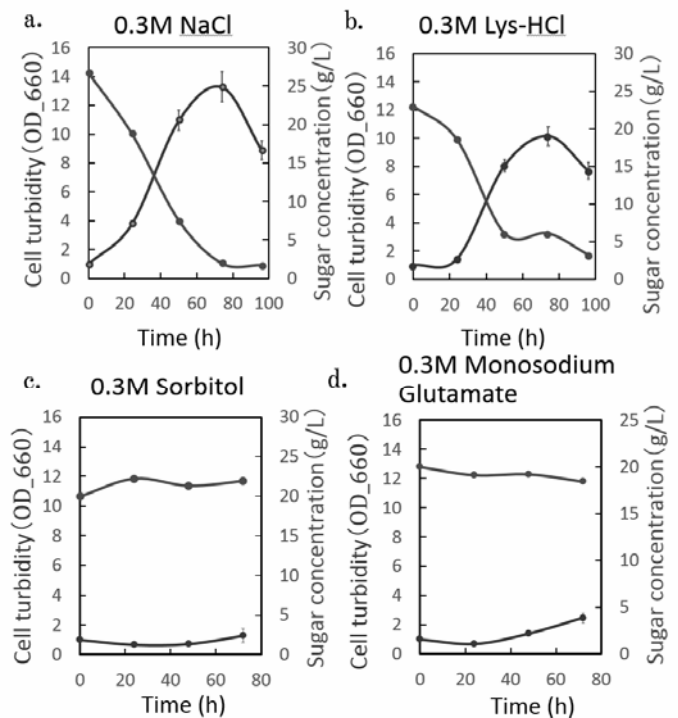 a.
0.3M NaCl
Cell turbidity (OD_660)
16
14
12
10
8
6
4
2
0
30
25
20
15
10
5
0
Sugar concentration (g/L)
0 20 40 60 80 100
Time (h)
b.
0.3M Lys-HCl
Cell turbidity (OD_660)
16
14
12
10
8
6
4
2
0
30
25
20
15
10
5
0
Sugar concentration (g/L)
0 20 40 60 80 100
Time (h)
c.
0.3M Sorbitol
Cell turbidity (OD_660)
16
14
12
10
8
6
4
2
0
30
25
20
15
10
5
0
Sugar concentration (g/L)
0 20 40 60 80
Time (h)
d.
0.3M Monosodium
Glutamate
Cell turbidity (OD_660)
16
14
12
10
8
6
4
2
0
25
20
15
10
5
0
Sugar concentration (g/L)
0 20 40 60 80
Time (h)